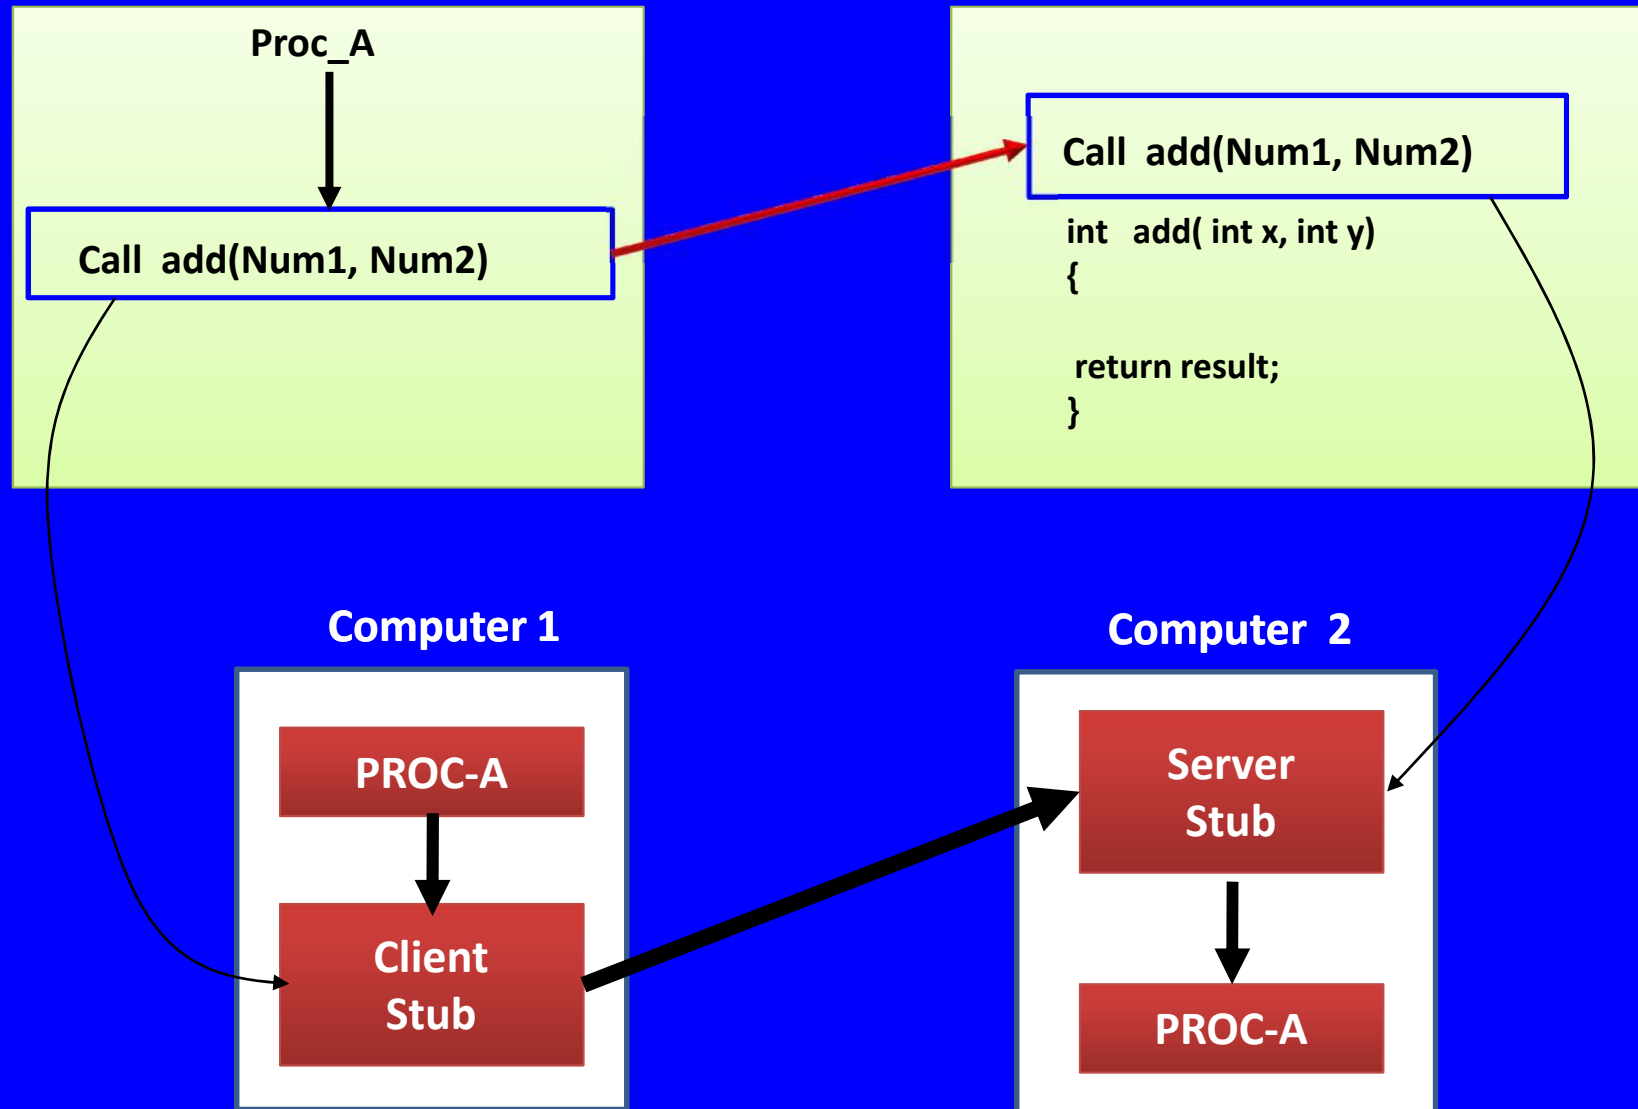 Proc_A
Call add(Num1, Num2)
Call add(Num1, Num2)
int add( int x, int y)
{
return result;
}
Computer 1
PROC-A
Client
Stub
Computer 2
Server
Stub
PROC-A